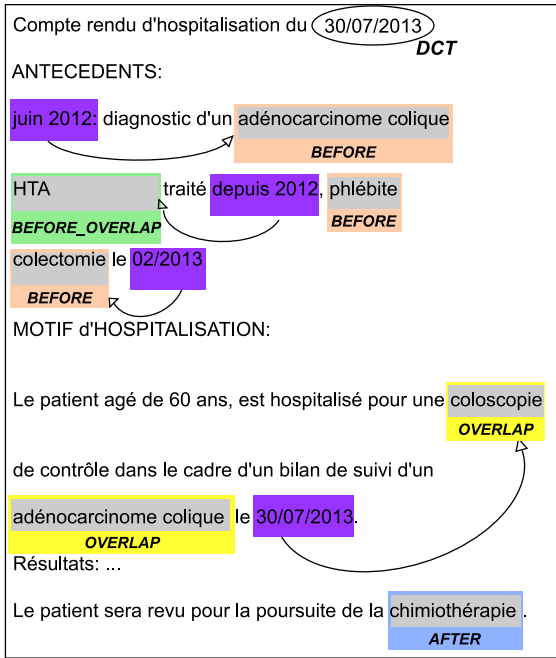 Compte rendu d'hospitalisation du 30/07/2013
DCT
ANTECEDENTS:
juin 2012: diagnostic d'un adénocarcinome colique
BEFORE
HTA traité depuis 2012, phlébite
BEFORE_OVERLAP BEFORE
colectomie le 02/2013
BEFORE
MOTIF d'HOSPITALISATION:
Le patient agé de 60 ans, est hospitalisé pour une coloscopie
OVERLAP
de contrôle dans le cadre d'un bilan de suivi d'un
adénocarcinome colique le 30/07/2013.
OVERLAP
Résultats: ...
Le patient sera revu pour la poursuite de la chimiothérapie .
AFTER